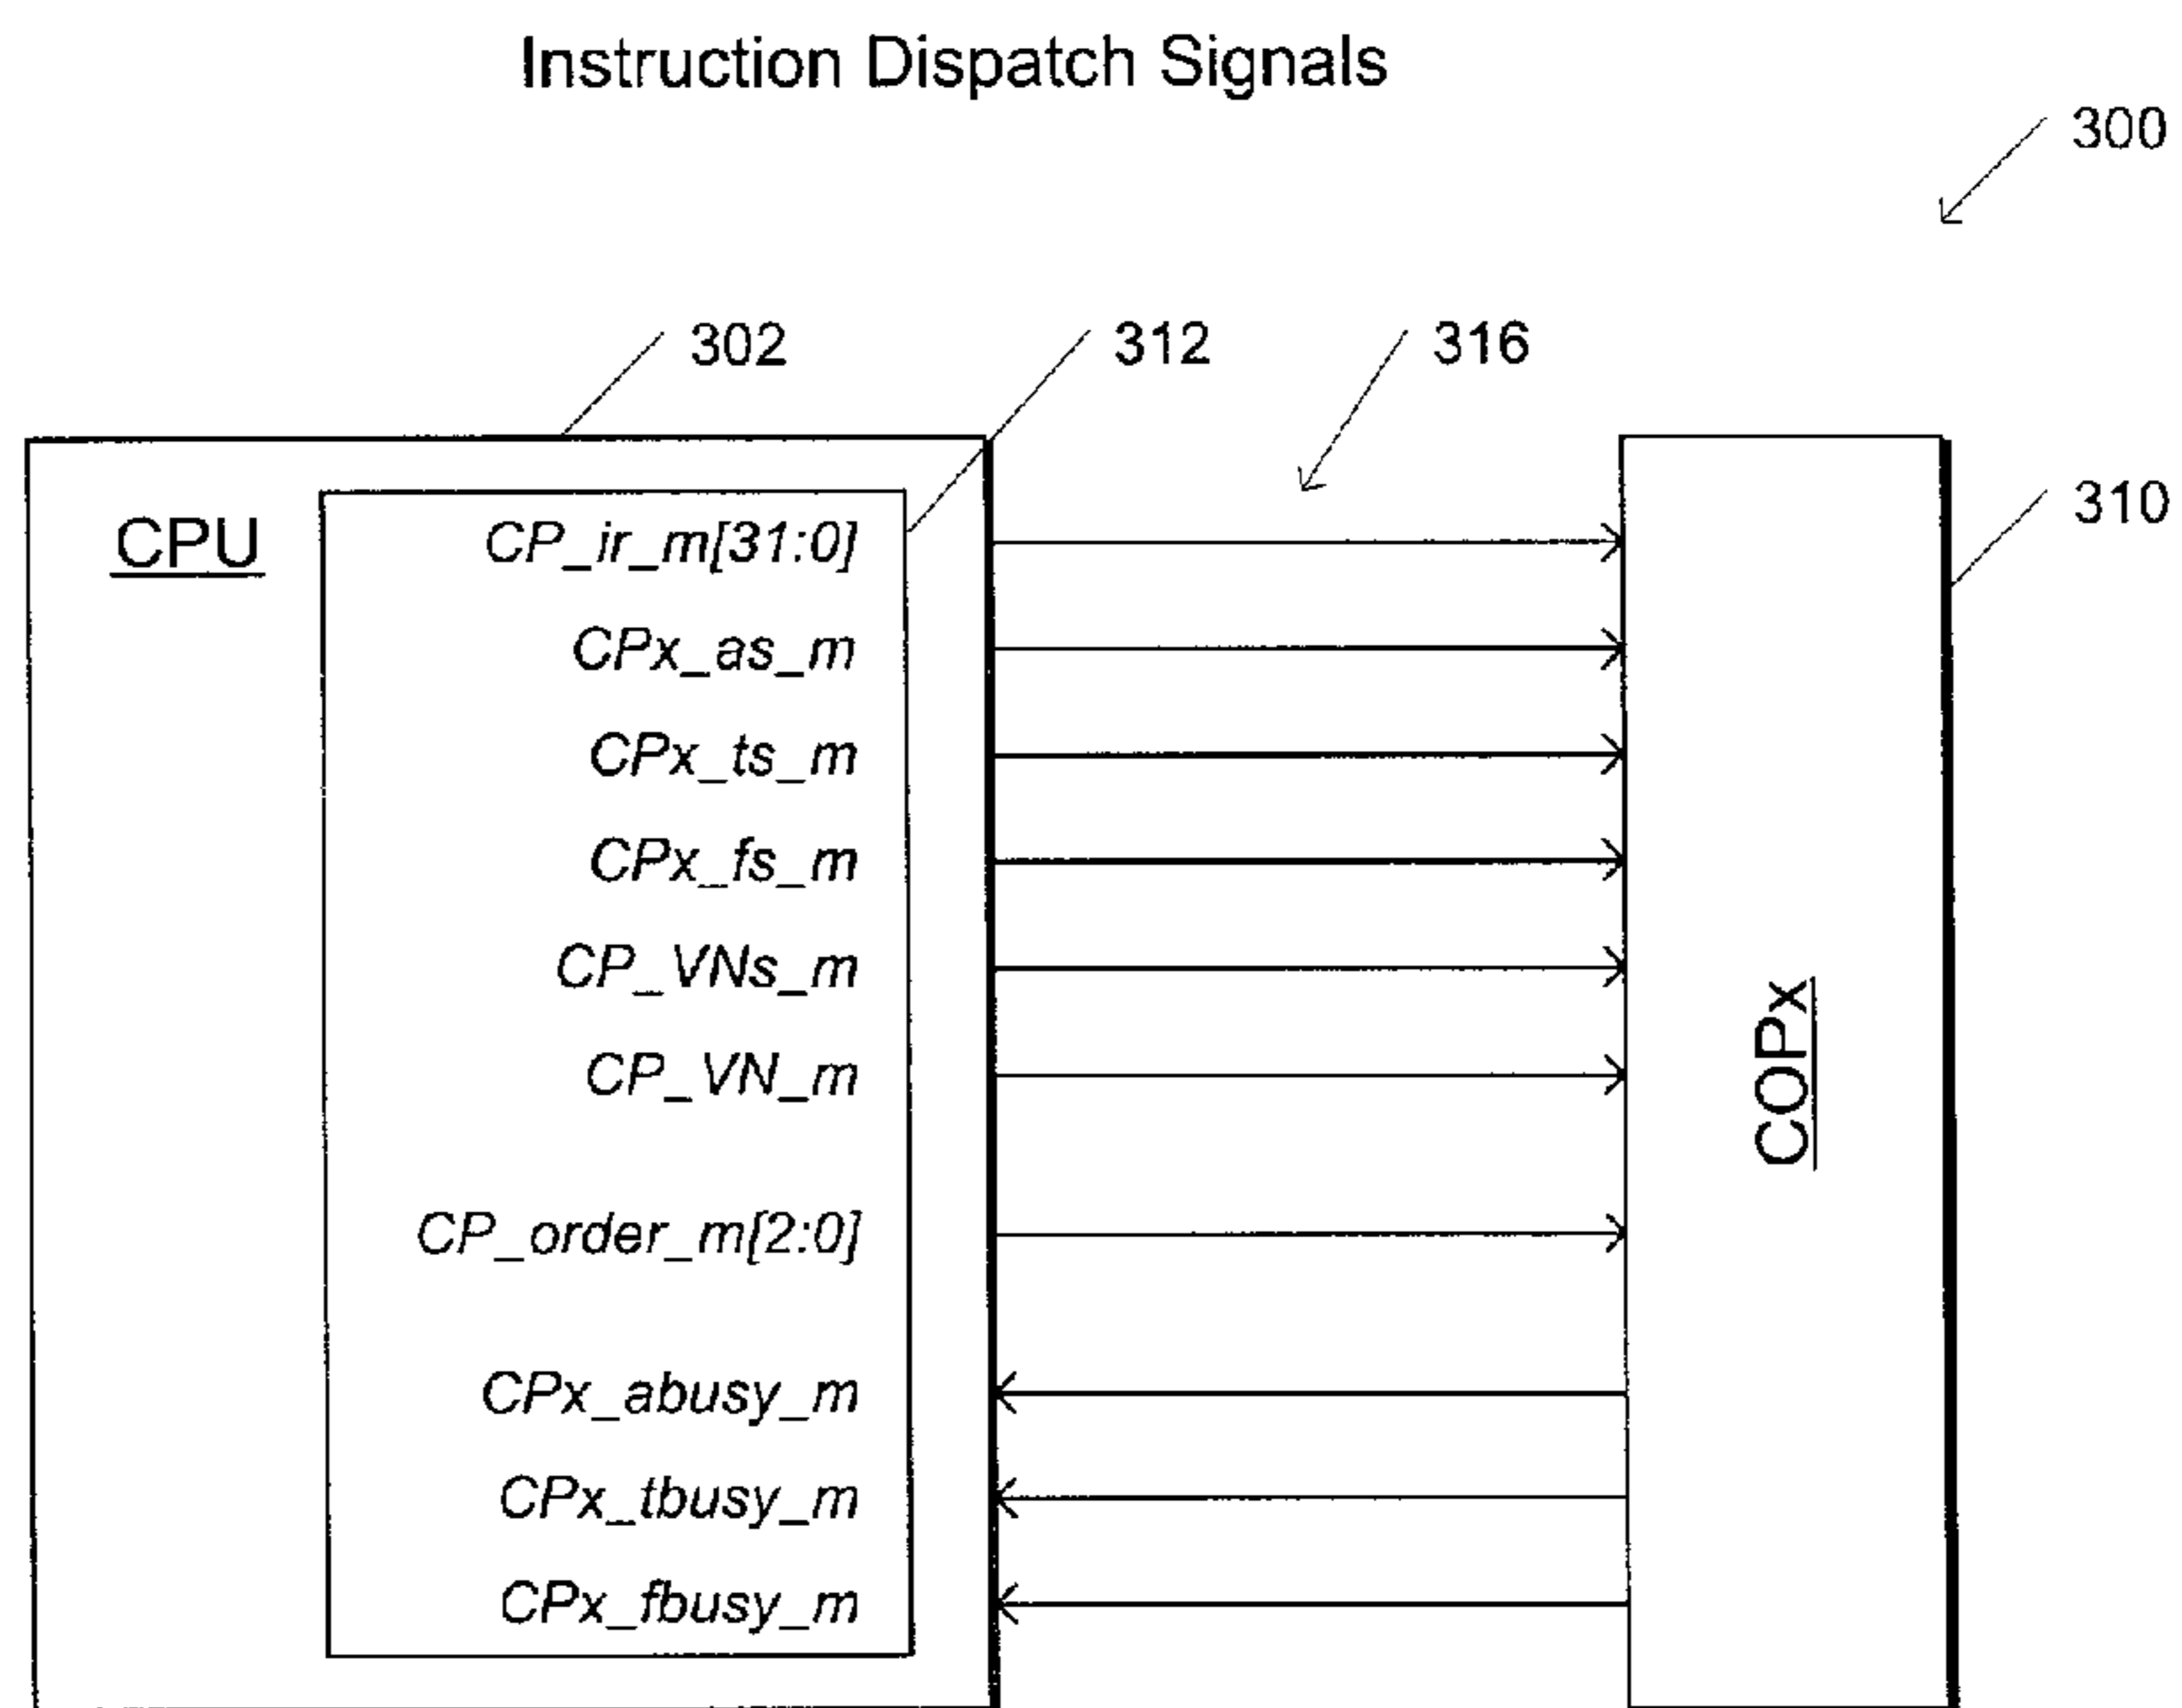 Instruction Dispatch Signals
300
302
312
316
310
CPU
CP_ir_m[31:0]
CPx_as_m
CPx_ts_m
CPx_fs_m
CP_VNs_m
CP_VN_m
CP_order_m[2:0]
CPx_abusy_m
CPx_tbusy_m
CPx_fbusy_m
COPx